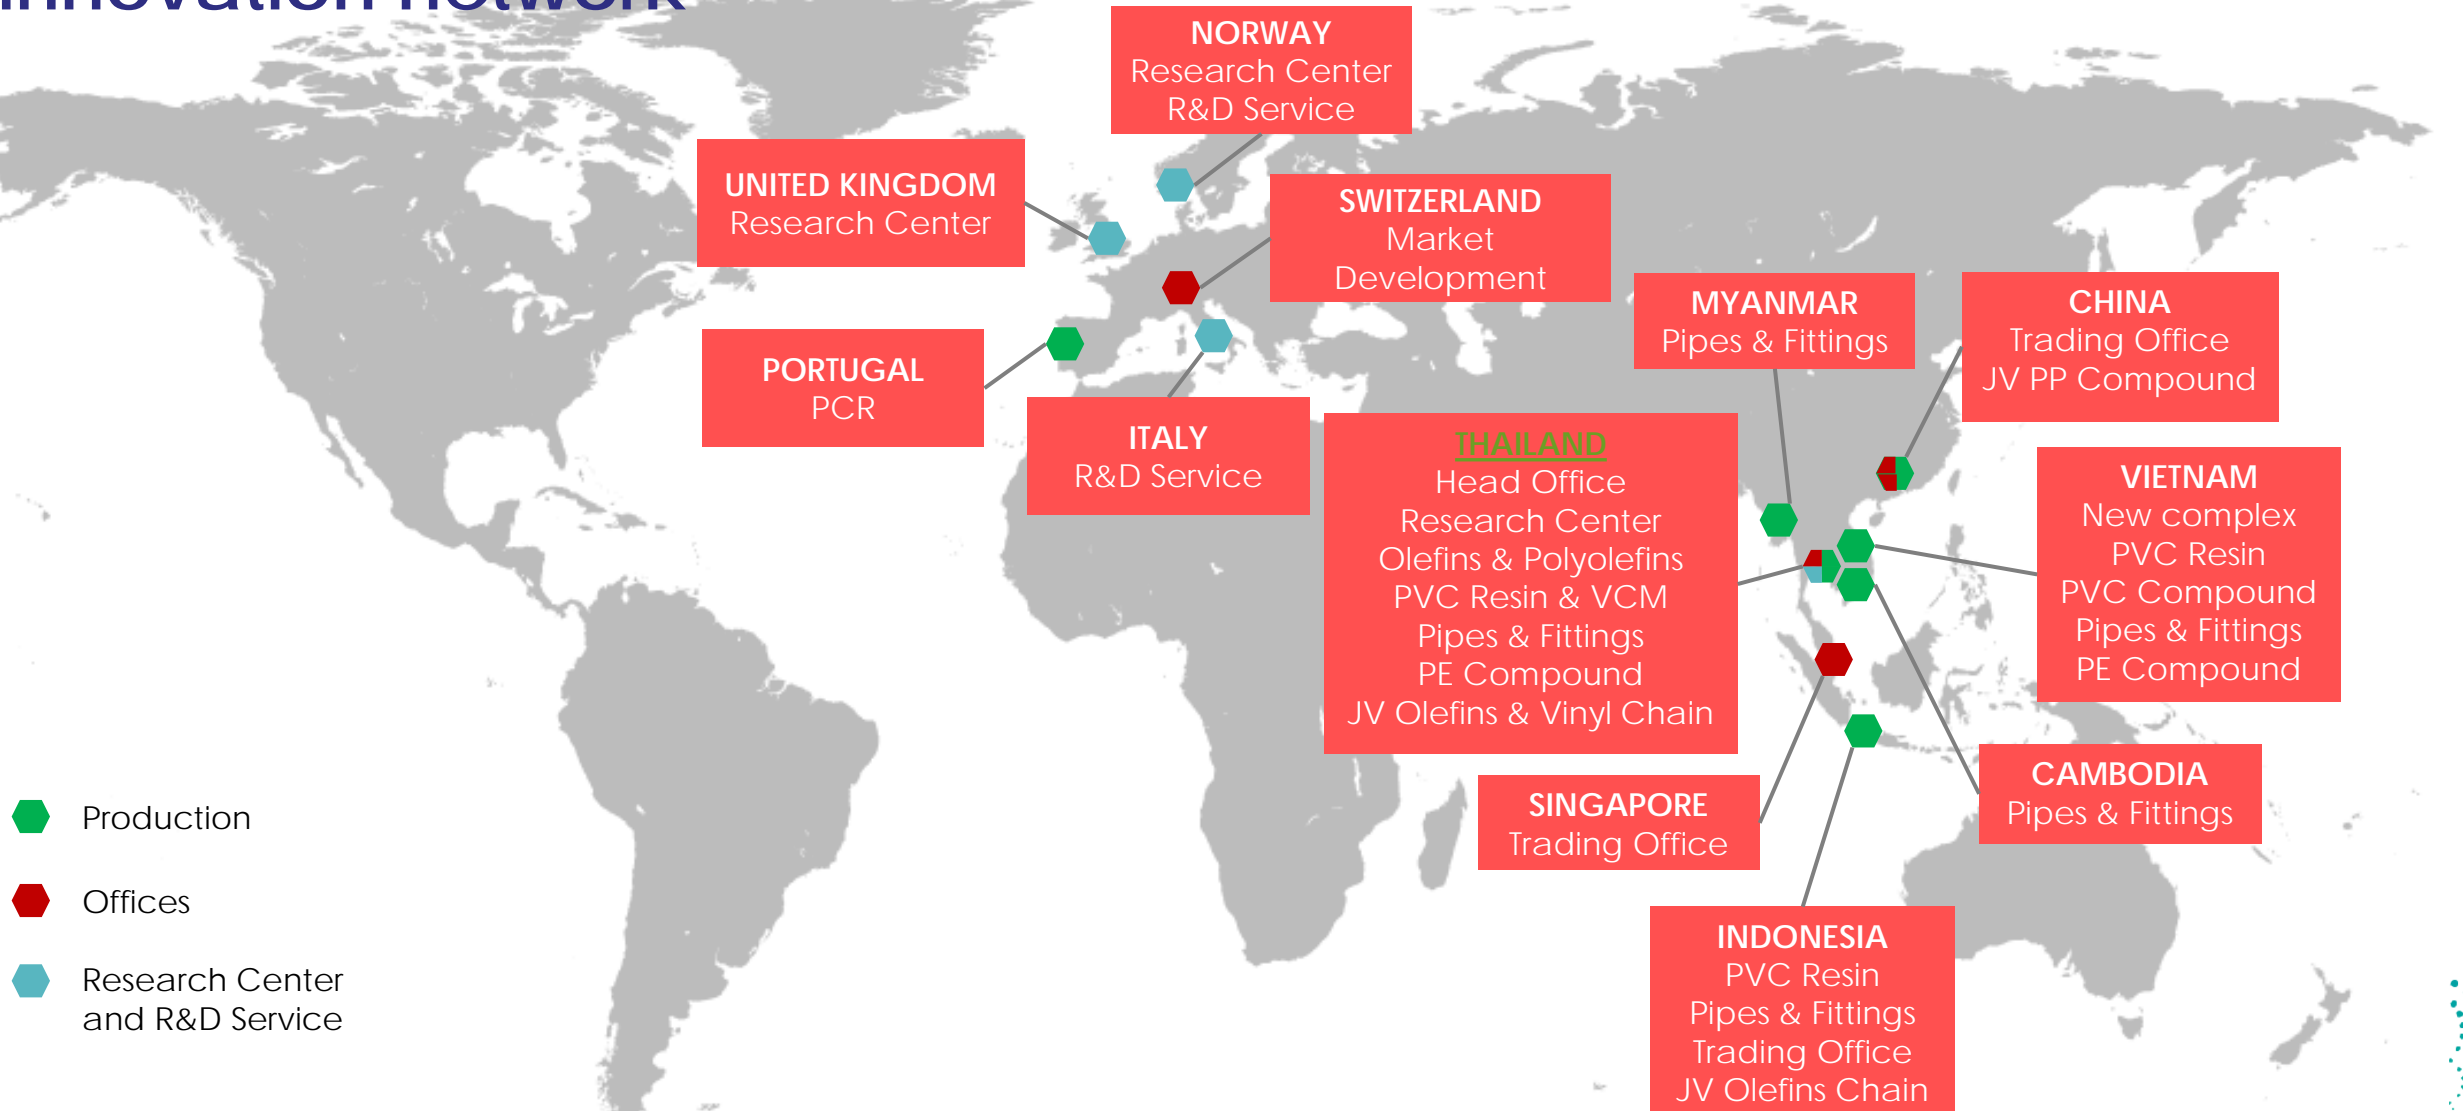 innovation network
NORWAY
Research Center
R&D Service
UNITED KINGDOM
Research Center
SWITZERLAND
Market
Development
MYANMAR
Pipes & Fittings
CHINA
Trading Office
JV PP Compound
PORTUGAL
PCR
ITALY
R&D Service
THAILAND
Head Office
Research Center
Olefins & Polyolefins
PVC Resin & VCM
Pipes & Fittings
PE Compound
JV Olefins & Vinyl Chain
VIETNAM
New complex
PVC Resin
PVC Compound
Pipes & Fittings
PE Compound
SINGAPORE
Trading Office
CAMBODIA
Pipes & Fittings
INDONESIA
PVC Resin
Pipes & Fittings
Trading Office
JV Olefins Chain
Production
Offices
Research Center
and R&D Service